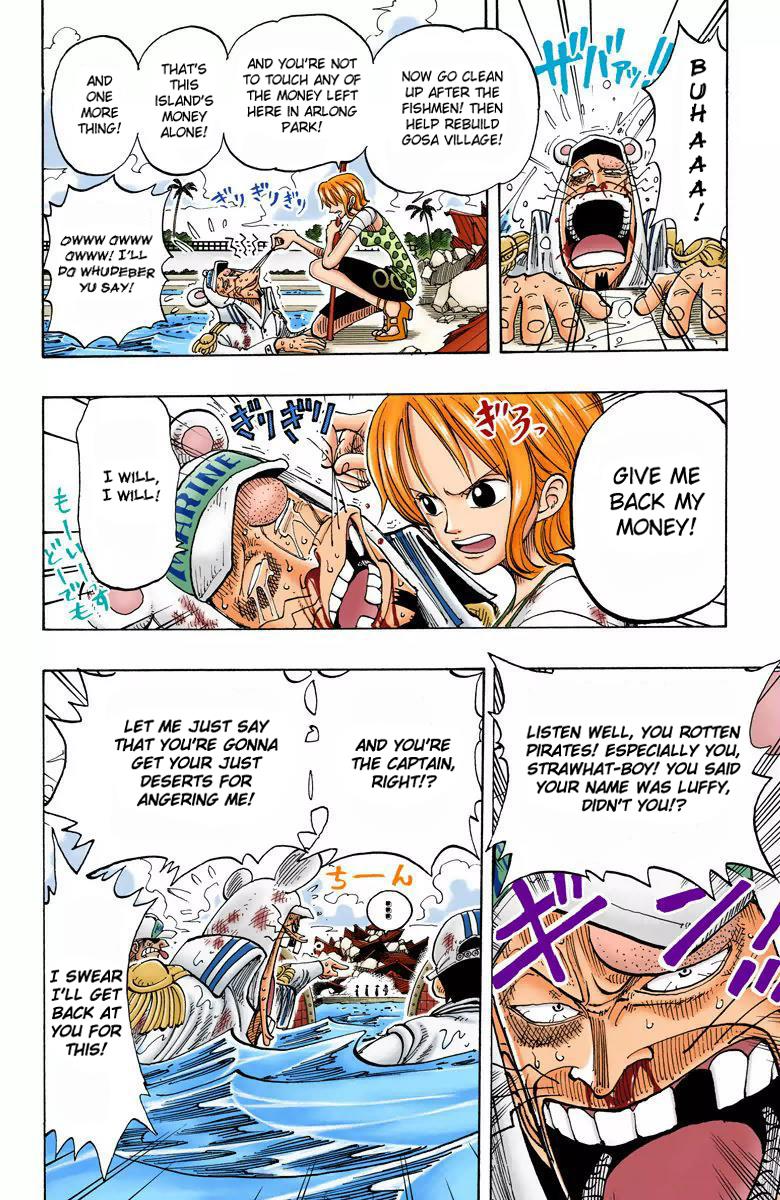 BUHAAA!
ザバァッ!!
NOW GO CLEAN
UP AFTER THE
FISHMEN! THEN
HELP REBUILD
GOSA VILLAGE!
AND YOU'RE NOT
TO TOUCH ANY OF
THE MONEY LEFT
HERE IN ARLONG
PARK!
THAT'S THIS
ISLAND'S
MONEY
ALONE!
AND
ONE
MORE
THING!
ぎりぎりぎり
OWWW OWWW
OWWW! I'LL
DO WHUDEBER
YU SAY!
GIVE ME
BACK MY
MONEY!
ぎろっ
ぎりぎり
MARINE
I WILL,
I WILL!
もーいー
どーでも
です
LISTEN WELL, YOU ROTTEN
PIRATES! ESPECIALLY YOU,
STRAWHAT-BOY! YOU SAID
YOUR NAME WAS LUFFY,
DIDN'T YOU!?
ギン!!
AND YOU'RE
THE CAPTAIN,
RIGHT!?
LET ME JUST SAY
THAT YOU'RE GONNA
GET YOUR JUST
DESERTS FOR
ANGERING ME!
ちーん
I SWEAR
I'LL GET
BACK AT
YOU FOR
THIS!